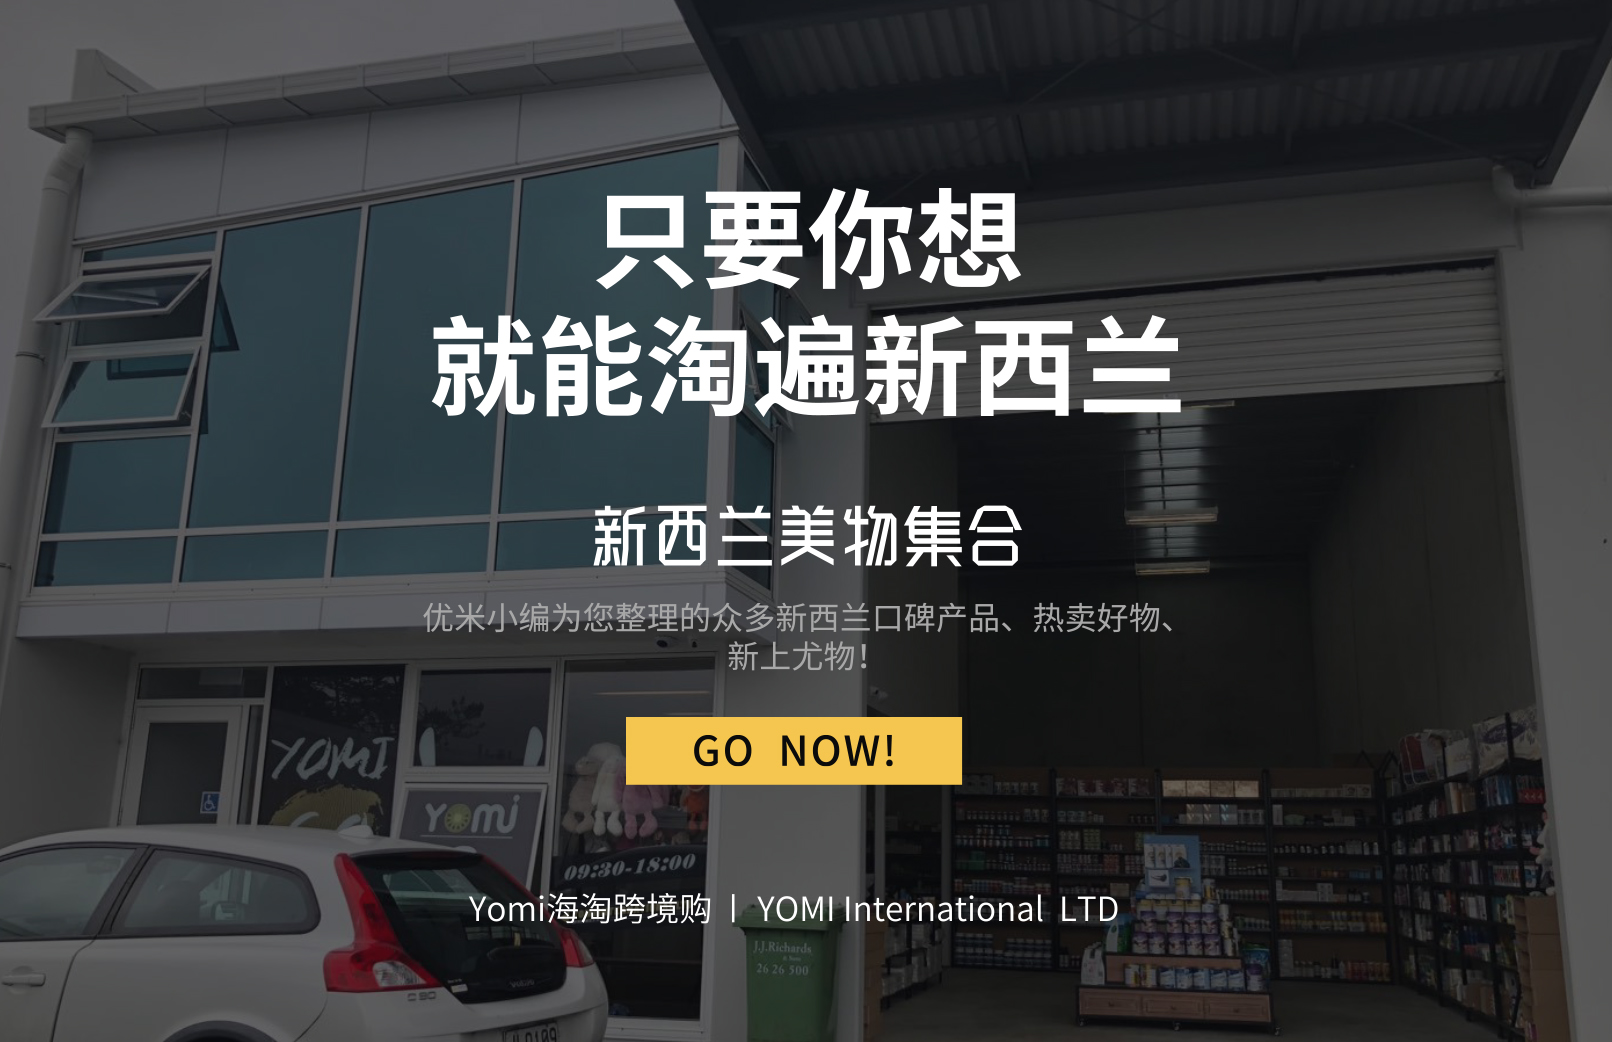 只要你想
就能淘遍新西兰
新西兰美物集合
优米小编为您整理的众多新西兰口碑产品、热卖好物、
新上尤物！
GO NOW!
YOMI
Yomi
09:30-18:00
Yomi海淘跨境购 | YOMI International LTD
J.J.Richards
& Sons
26 26 500
C30
VOLVO